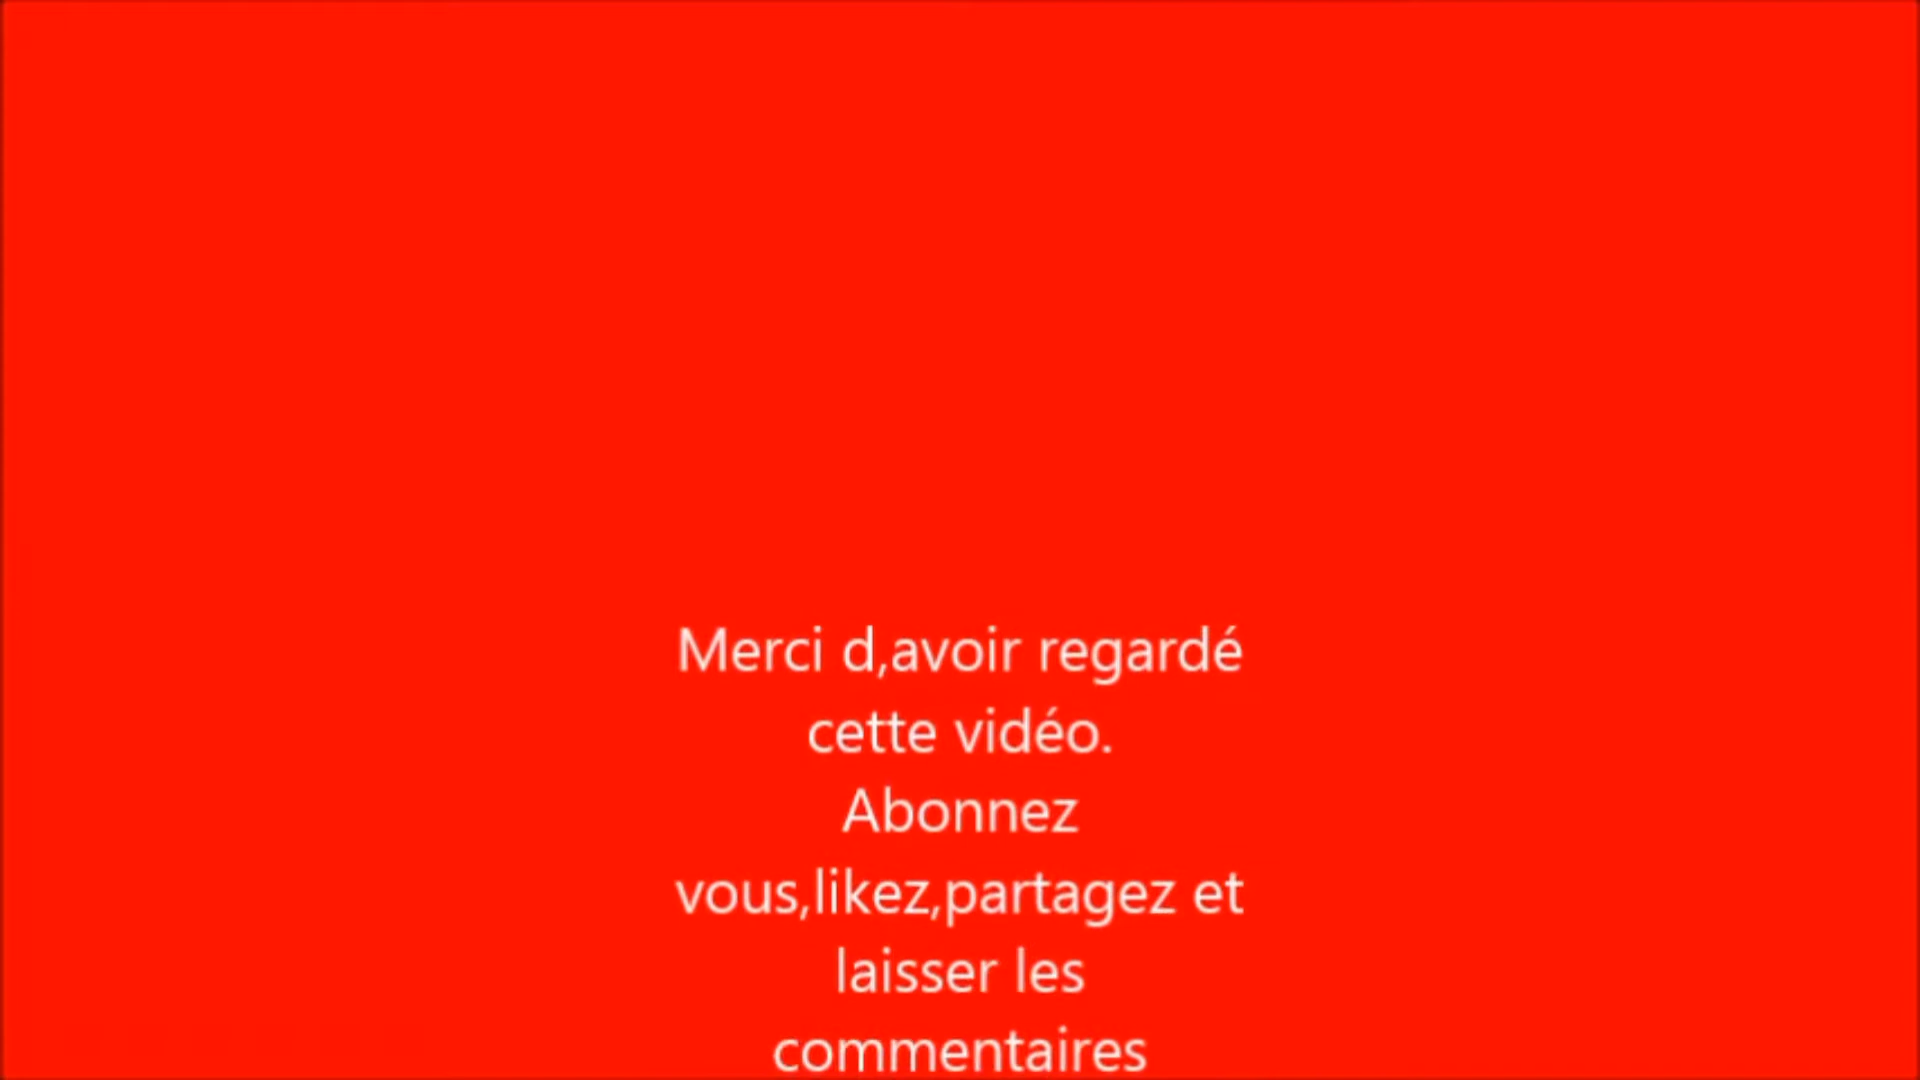 Merci d,avoir regardé
cette vidéo.
Abonnez
vous,likez,partagez et
laisser les
commentaires